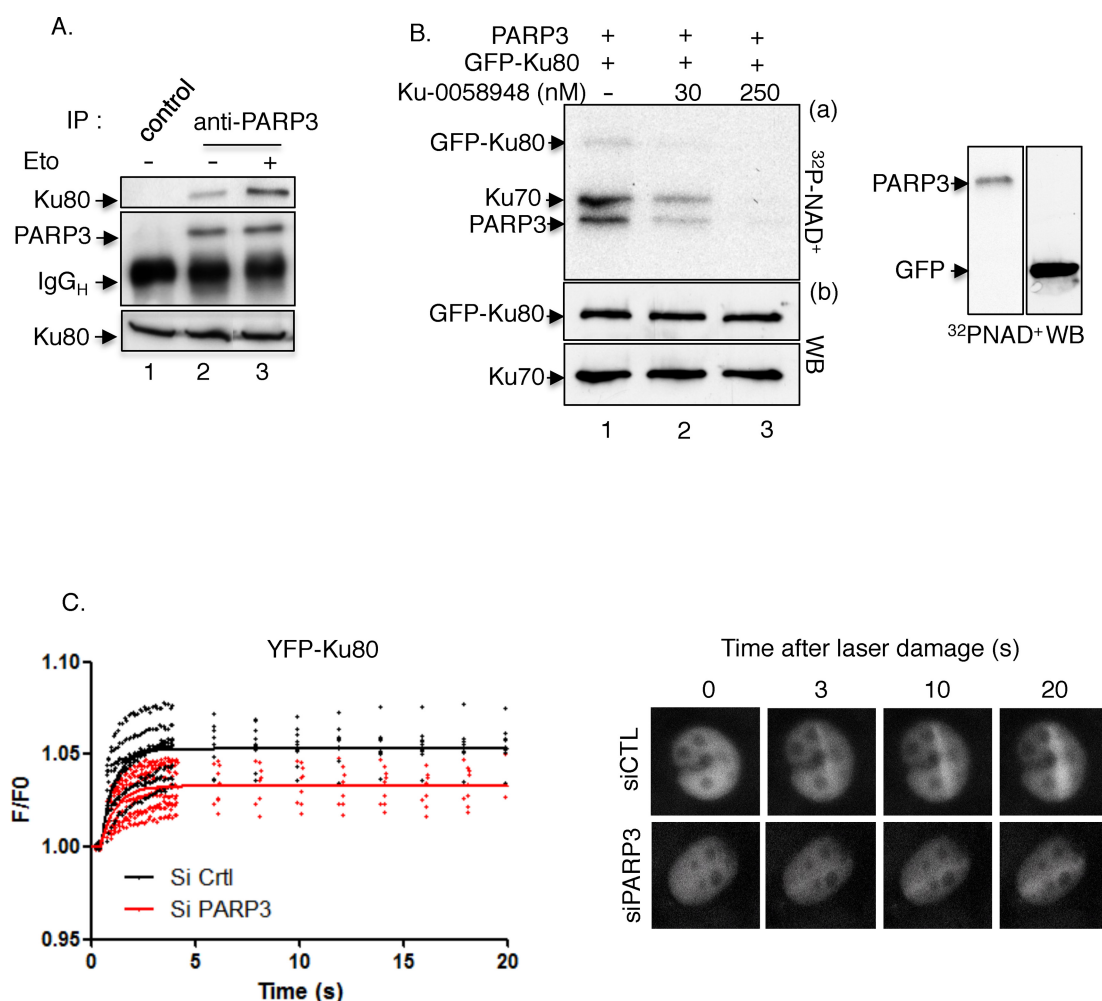 A.
IP :
control
anti-PARP3
Eto
-
-
+
Ku80
PARP3
IgGH
Ku80
1 2 3
B.
PARP3 + + +
GFP-Ku80 + + +
Ku-0058948 (nM) - 30 250
(a)
GFP-Ku80
Ku70
PARP3
32P-NAD+
(b)
GFP-Ku80
Ku70
WB
1 2 3
PARP3
GFP
32PNAD+ WB
C.
YFP-Ku80
1.10
1.05
1.00
0.95
F/F0
Si Crtl
Si PARP3
0 5 10 15 20
Time (s)
Time after laser damage (s)
0 3 10 20
siCTL
siPARP3